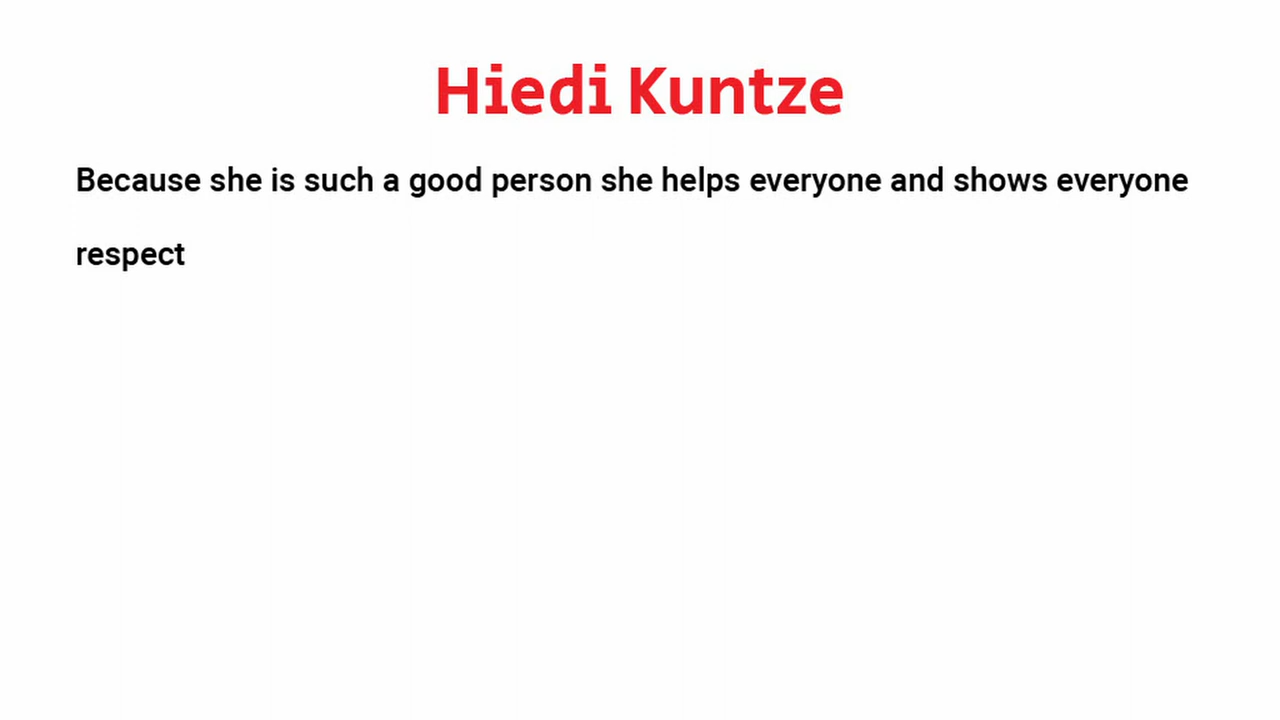 Hiedi Kuntze
Because she is such a good person she helps everyone and shows everyone
respect